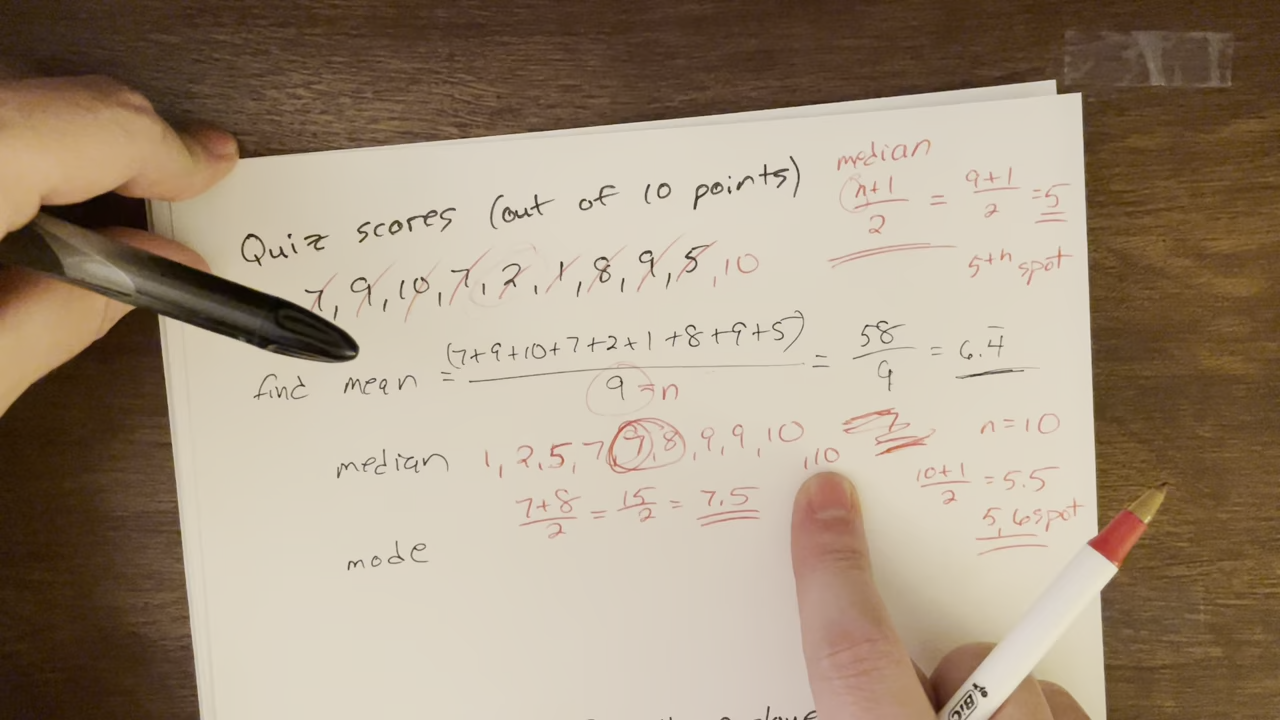 Quiz scores (out of 10 points)
7, 9, 10, 7, 2, 1, 8, 9, 5, 10
find mean = (7+9+10+7+2+1+8+9+5) / 9=n = 58/9 = 6.4̄
median 1, 2, 5, 7, 7, 8, 9, 9, 10, 10
(7+8)/2 = 15/2 = 7.5
mode
median
(n+1)/2 = (9+1)/2 = 5
5th spot
n=10
(10+1)/2 = 5.5
5, 6 spot
BIC